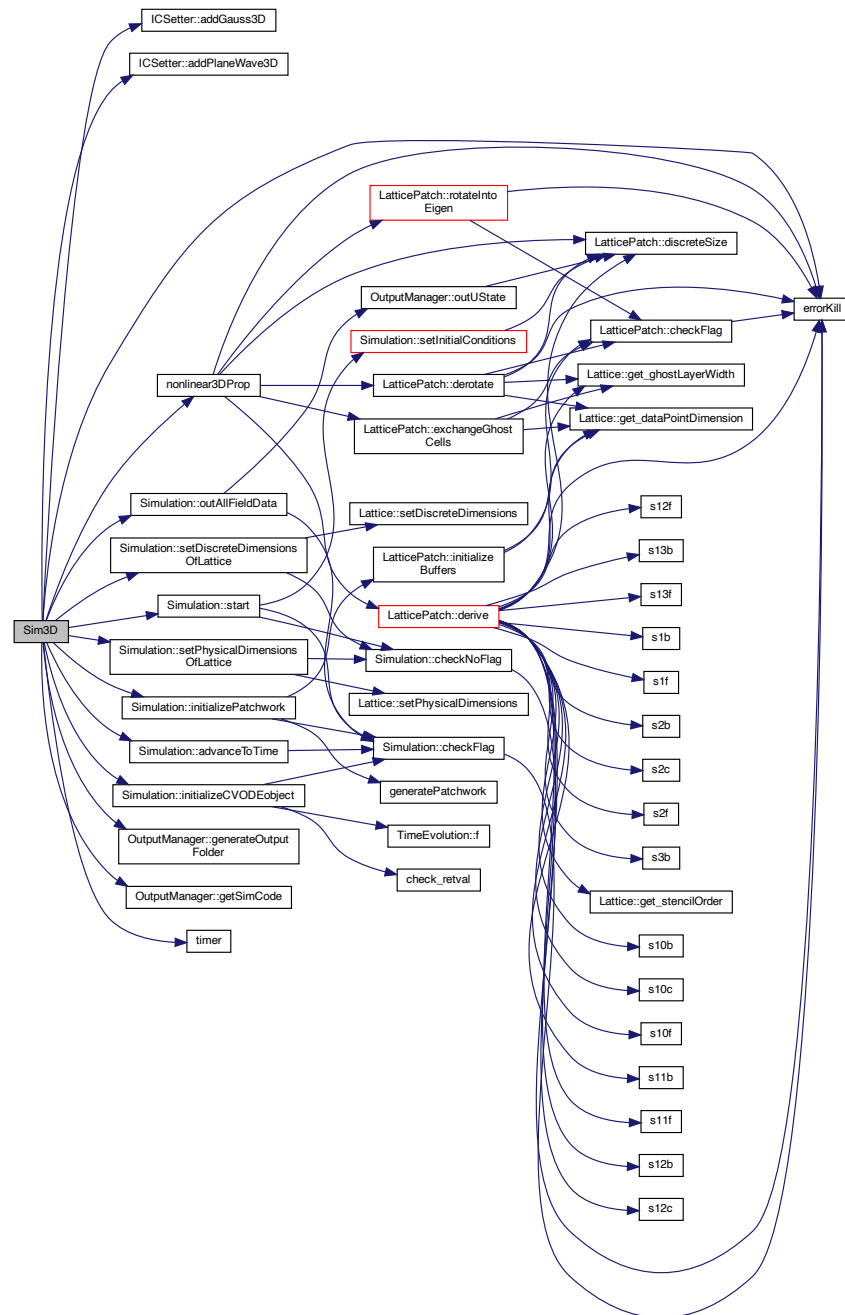 ICSetter::addGauss3D
ICSetter::addPlaneWave3D
LatticePatch::rotateInto
Eigen
LatticePatch::discreteSize
OutputManager::outUState
errorKill
LatticePatch::checkFlag
Simulation::setInitialConditions
Lattice::get_ghostLayerWidth
nonlinear3DProp
LatticePatch::derotate
Lattice::get_dataPointDimension
LatticePatch::exchangeGhost
Cells
Simulation::outAllFieldData
Lattice::setDiscreteDimensions
s12f
Simulation::setDiscreteDimensions
OfLattice
s13b
LatticePatch::initialize
Buffers
s13f
Simulation::start
LatticePatch::derive
Sim3D
s1b
Simulation::setPhysicalDimensions
OfLattice
Simulation::checkNoFlag
s1f
Lattice::setPhysicalDimensions
Simulation::initializePatchwork
s2b
Simulation::advanceToTime
Simulation::checkFlag
s2c
Simulation::initializeCVODEobject
generatePatchwork
s2f
OutputManager::generateOutput
Folder
TimeEvolution::f
s3b
check_retval
OutputManager::getSimCode
Lattice::get_stencilOrder
timer
s10b
s10c
s10f
s11b
s11f
s12b
s12c